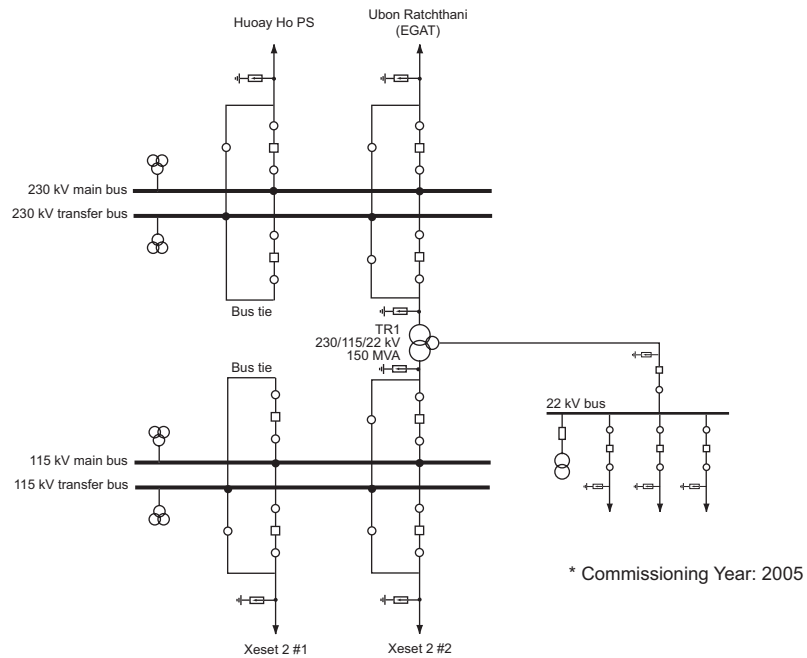 Huoay Ho PS
Ubon Ratchthani
(EGAT)
230 kV main bus
230 kV transfer bus
Bus tie
TR1
230/115/22 kV
150 MVA
Bus tie
22 kV bus
115 kV main bus
115 kV transfer bus
* Commissioning Year: 2005
Xeset 2 #1
Xeset 2 #2